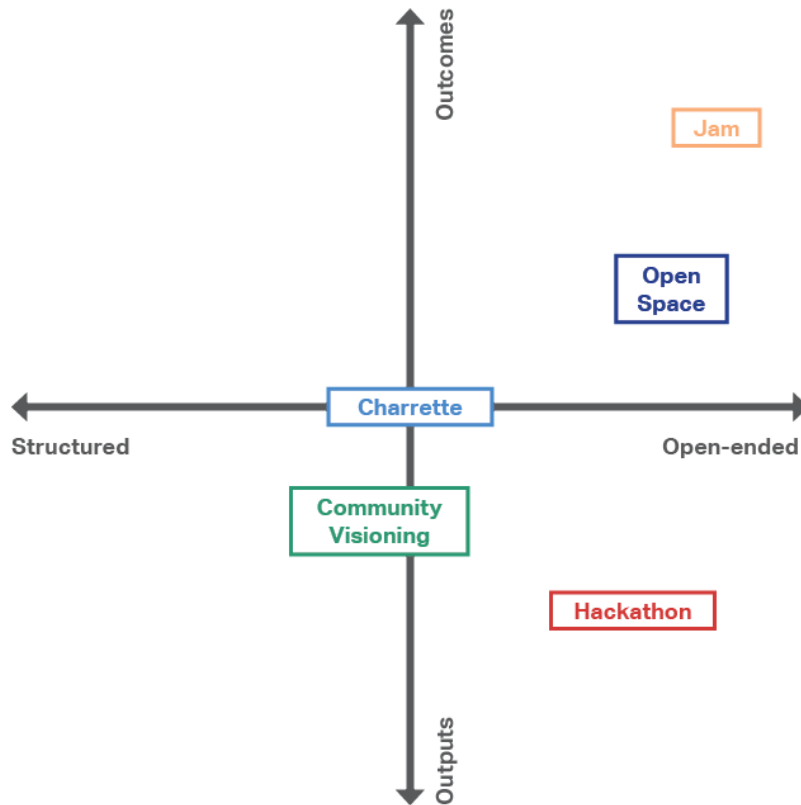 Outcomes
Jam
Open
Space
Charrette
Structured
Open-ended
Community
Visioning
Hackathon
Outputs